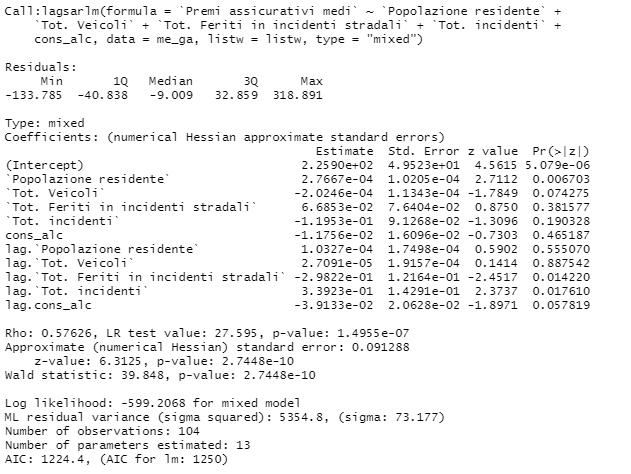 Call:lagsarlm(formula = `Premi assicurativi medi` ~ `Popolazione residente` +
`Tot. Veicoli` + `Tot. Feriti in incidenti stradali` + `Tot. incidenti` +
cons_alc, data = me_ga, listw = listw, type = "mixed")
Residuals:
Min 1Q Median 3Q Max
-133.785 -40.838 -9.009 32.859 318.891
Type: mixed
Coefficients: (numerical Hessian approximate standard errors)
Estimate Std. Error z value Pr(>|z|)
(Intercept) 2.2590e+02 4.9523e+01 4.5615 5.079e-06
`Popolazione residente` 2.7667e-04 1.0205e-04 2.7112 0.006703
`Tot. Veicoli` -2.0246e-04 1.1343e-04 -1.7849 0.074275
`Tot. Feriti in incidenti stradali` 6.6853e-02 7.6404e-02 0.8750 0.381577
`Tot. incidenti` -1.1953e-01 9.1268e-02 -1.3096 0.190328
cons_alc -1.1756e-02 1.6096e-02 -0.7303 0.465187
lag.`Popolazione residente` 1.0327e-04 1.7498e-04 0.5902 0.555070
lag.`Tot. Veicoli` 2.7091e-05 1.9157e-04 0.1414 0.887542
lag.`Tot. Feriti in incidenti stradali` -2.9822e-01 1.2164e-01 -2.4517 0.014220
lag.`Tot. incidenti` 3.3923e-01 1.4291e-01 2.3737 0.017610
lag.cons_alc -3.9133e-02 2.0628e-02 -1.8971 0.057819
Rho: 0.57626, LR test value: 27.595, p-value: 1.4955e-07
Approximate (numerical Hessian) standard error: 0.091288
z-value: 6.3125, p-value: 2.7448e-10
Wald statistic: 39.848, p-value: 2.7448e-10
Log likelihood: -599.2068 for mixed model
ML residual variance (sigma squared): 5354.8, (sigma: 73.177)
Number of observations: 104
Number of parameters estimated: 13
AIC: 1224.4, (AIC for lm: 1250)